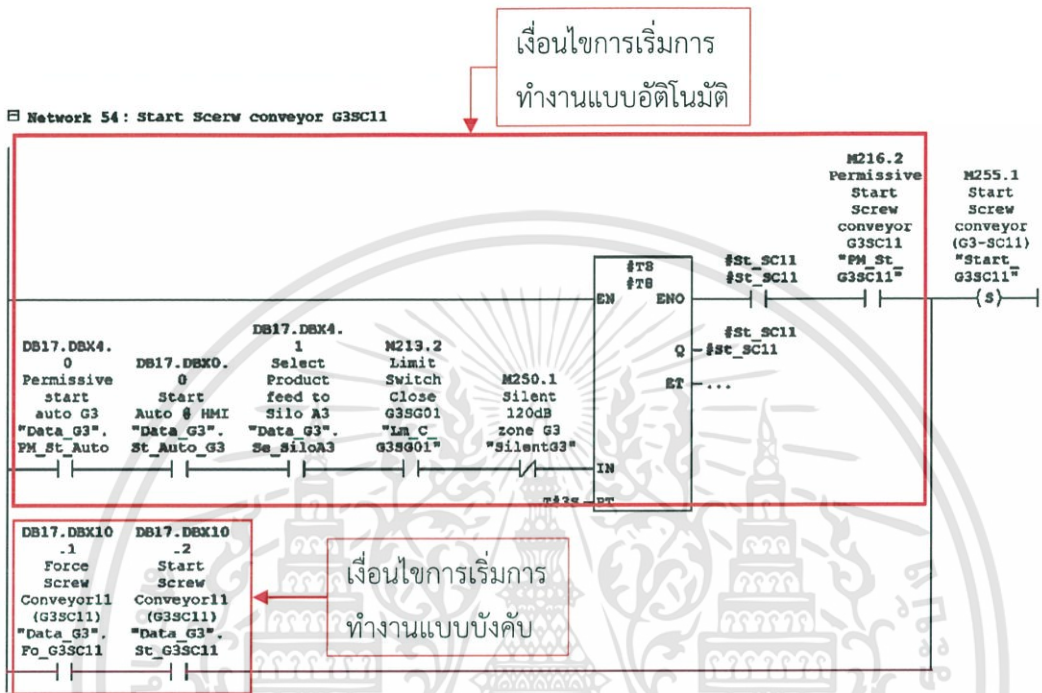 เงื่อนไขการเริ่มการ
ทำงานแบบอัตโนมัติ
Network 54: Start Scerw conveyor G3SC11
M216.2
Permissive
Start
Screw
conveyor
G3SC11
"PM_St_
G3SC11"
M255.1
Start
Screw
conveyor
(G3-SC11)
"Start_
G3SC11"
(S)
#T8
#T8
EN ENO
#St_SC11
#St_SC11
#St_SC11
Q #St_SC11
ET ...
DB17.DBX4.
0
Permissive
start
auto G3
"Data_G3".
PM_St_Auto
DB17.DBX0.
0
Start
Auto @ HMI
"Data_G3".
St_Auto_G3
DB17.DBX4.
1
Select
Product
feed to
Silo A3
"Data_G3".
Se_SiloA3
M213.2
Limit
Switch
Close
G3SG01
"Lm_C_
G3SG01"
M250.1
Silent
120dB
zone G3
"SilentG3"
IN
T#3S PT
DB17.DBX10
.1
Force
Screw
Conveyor11
(G3SC11)
"Data_G3".
Fo_G3SC11
DB17.DBX10
.2
Start
Screw
Conveyor11
(G3SC11)
"Data_G3".
St_G3SC11
เงื่อนไขการเริ่มการ
ทำงานแบบบังคับ